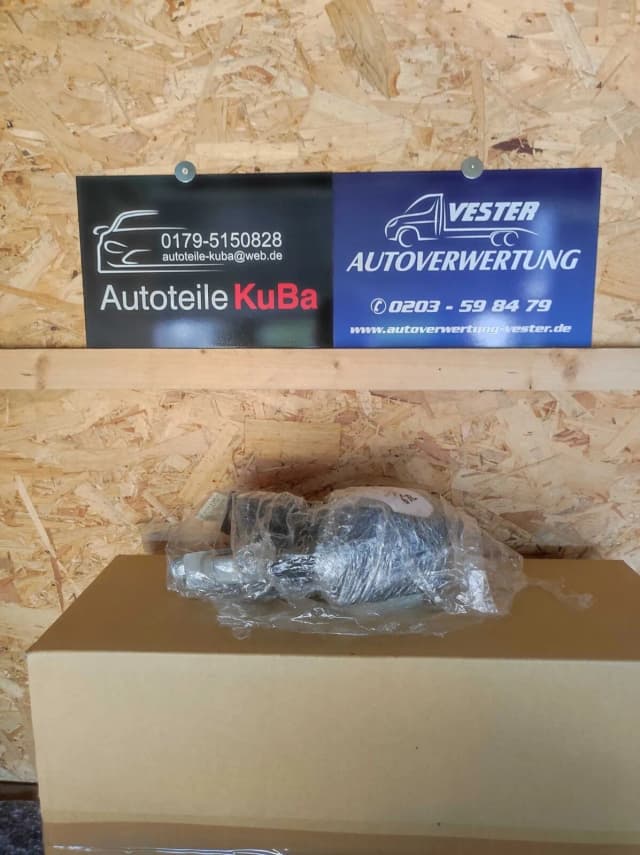 0179-5150828
autoteile-kuba@web.de
Autoteile KuBa
VESTER
AUTOVERWERTUNG
✆ 0203 - 59 84 79
www.autoverwertung-vester.de